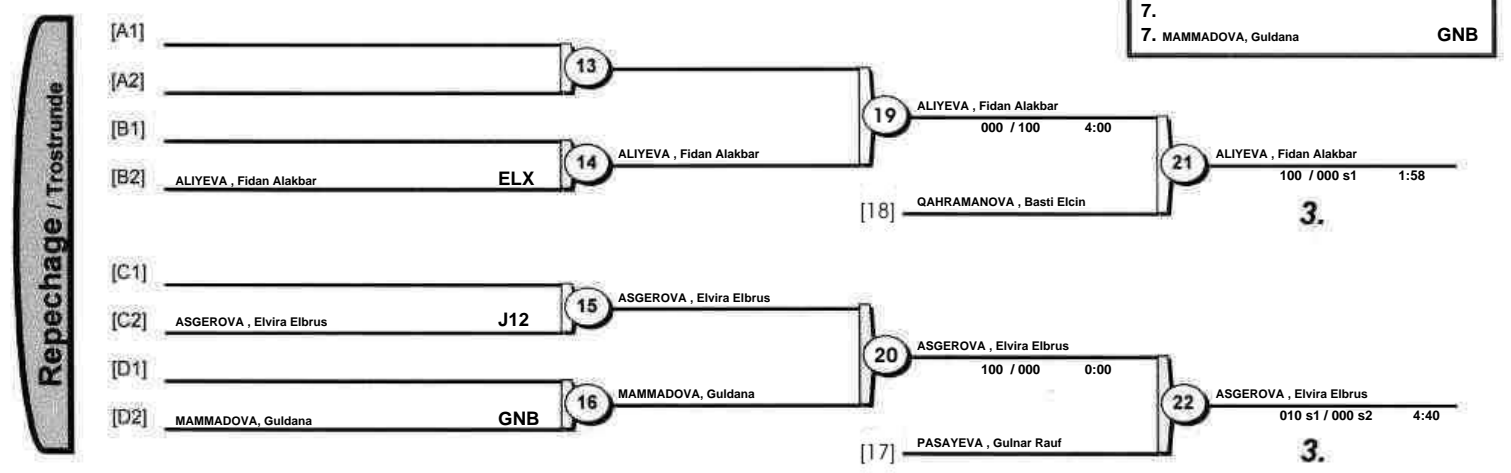 7.
7. MAMMADOVA, Guldana GNB
Repechage / Trostrunde
[A1]
13
[A2]
19
ALIYEVA , Fidan Alakbar
000 / 100 4:00
[B1]
14
ALIYEVA , Fidan Alakbar
21
ALIYEVA , Fidan Alakbar
100 / 000 s1 1:58
[B2] ALIYEVA , Fidan Alakbar ELX
[18] QAHRAMANOVA , Basti Elcin
3.
[C1]
15
ASGEROVA , Elvira Elbrus
[C2] ASGEROVA , Elvira Elbrus J12
20
ASGEROVA , Elvira Elbrus
100 / 000 0:00
[D1]
16
MAMMADOVA, Guldana
22
ASGEROVA , Elvira Elbrus
010 s1 / 000 s2 4:40
[D2] MAMMADOVA, Guldana GNB
[17] PASAYEVA , Gulnar Rauf
3.